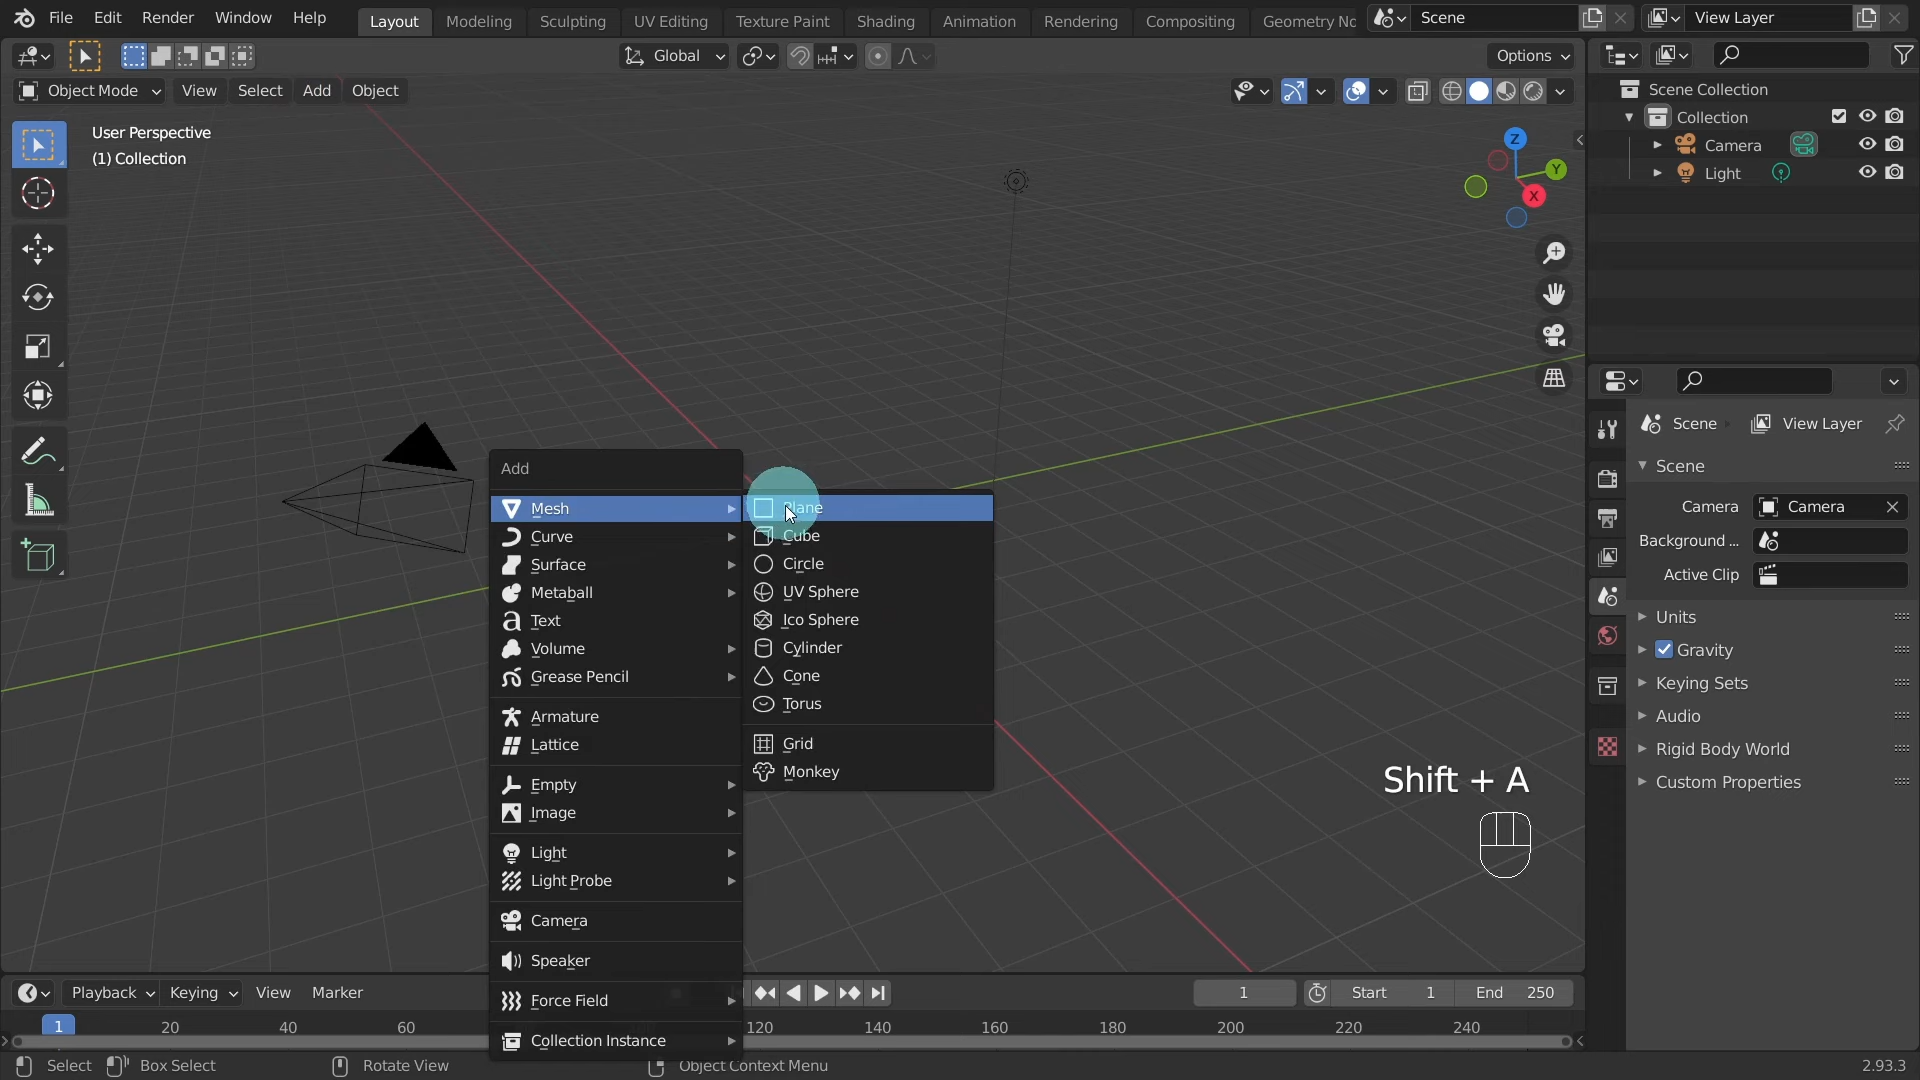 File Edit Render Window Help
Layout Modeling Sculpting UV Editing Texture Paint Shading Animation Rendering Compositing Geometry No
Scene View Layer
Global
Options
Object Mode View Select Add Object
User Perspective
(1) Collection
Z
Y
X
Scene Collection
Collection
Camera
Light
Scene View Layer
Scene
Camera Camera
Background ...
Active Clip
Units
Gravity
Keying Sets
Audio
Rigid Body World
Custom Properties
Add
Mesh
Curve
Surface
Metaball
Text
Volume
Grease Pencil
Armature
Lattice
Empty
Image
Light
Light Probe
Camera
Speaker
Force Field
Collection Instance
Plane
Cube
Circle
UV Sphere
Ico Sphere
Cylinder
Cone
Torus
Grid
Monkey
Shift + A
Playback Keying View Marker
1 Start 1 End 250
1 20 40 60 120 140 160 180 200 220 240
Select Box Select Rotate View Object Context Menu 2.93.3